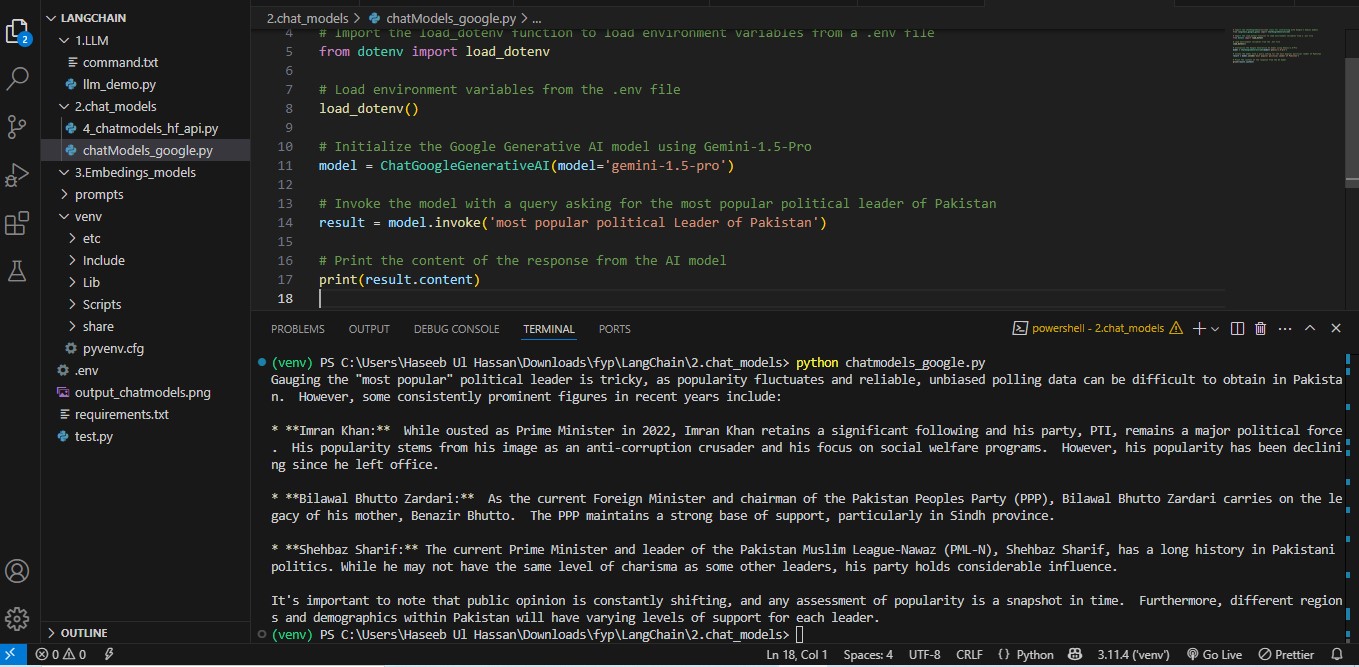 LANGCHAIN
1.LLM
command.txt
llm_demo.py
2.chat_models
4_chatmodels_hf_api.py
chatModels_google.py
3.Embedings_models
prompts
venv
etc
Include
Lib
Scripts
share
pyvenv.cfg
.env
output_chatmodels.png
requirements.txt
test.py
OUTLINE
2
2.chat_models > chatModels_google.py > ...
4 # Import the load_dotenv function to load environment variables from a .env file
5 from dotenv import load_dotenv
6
7 # Load environment variables from the .env file
8 load_dotenv()
9
10 # Initialize the Google Generative AI model using Gemini-1.5-Pro
11 model = ChatGoogleGenerativeAI(model='gemini-1.5-pro')
12
13 # Invoke the model with a query asking for the most popular political leader of Pakistan
14 result = model.invoke('most popular political Leader of Pakistan')
15
16 # Print the content of the response from the AI model
17 print(result.content)
18
PROBLEMS OUTPUT DEBUG CONSOLE TERMINAL PORTS powershell - 2.chat_models
(venv) PS C:\Users\Haseeb Ul Hassan\Downloads\fyp\LangChain\2.chat_models> python chatmodels_google.py
Gauging the "most popular" political leader is tricky, as popularity fluctuates and reliable, unbiased polling data can be difficult to obtain in Pakista
n.  However, some consistently prominent figures in recent years include:
* **Imran Khan:**  While ousted as Prime Minister in 2022, Imran Khan retains a significant following and his party, PTI, remains a major political force
.  His popularity stems from his image as an anti-corruption crusader and his focus on social welfare programs.  However, his popularity has been declini
ng since he left office.
* **Bilawal Bhutto Zardari:**  As the current Foreign Minister and chairman of the Pakistan Peoples Party (PPP), Bilawal Bhutto Zardari carries on the le
gacy of his mother, Benazir Bhutto.  The PPP maintains a strong base of support, particularly in Sindh province.
* **Shehbaz Sharif:** The current Prime Minister and leader of the Pakistan Muslim League-Nawaz (PML-N), Shehbaz Sharif, has a long history in Pakistani
politics. While he may not have the same level of charisma as some other leaders, his party holds considerable influence.
It's important to note that public opinion is constantly shifting, and any assessment of popularity is a snapshot in time.  Furthermore, different region
s and demographics within Pakistan will have varying levels of support for each leader.
(venv) PS C:\Users\Haseeb Ul Hassan\Downloads\fyp\LangChain\2.chat_models>
0 0 Ln 18, Col 1 Spaces: 4 UTF-8 CRLF {} Python 3.11.4 ('venv') Go Live Prettier